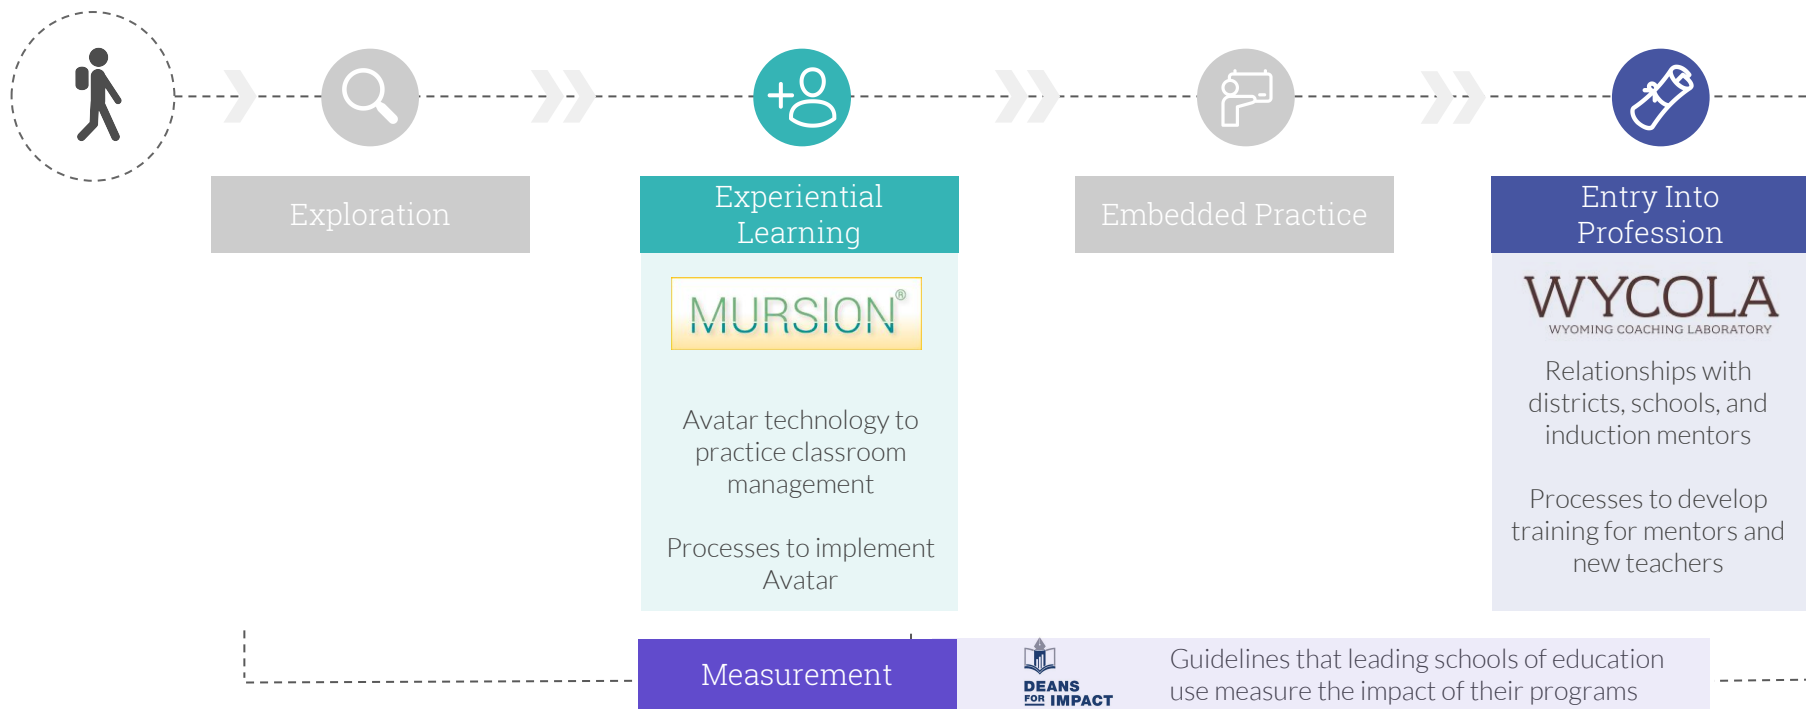 Exploration
Experiential
Learning
Embedded Practice
Entry Into
Profession
MURSION®
Avatar technology to
practice classroom
management
Processes to implement
Avatar
WYCOLA
WYOMING COACHING LABORATORY
Relationships with
districts, schools, and
induction mentors
Processes to develop
training for mentors and
new teachers
Measurement
DEANS
FOR IMPACT
Guidelines that leading schools of education
use measure the impact of their programs